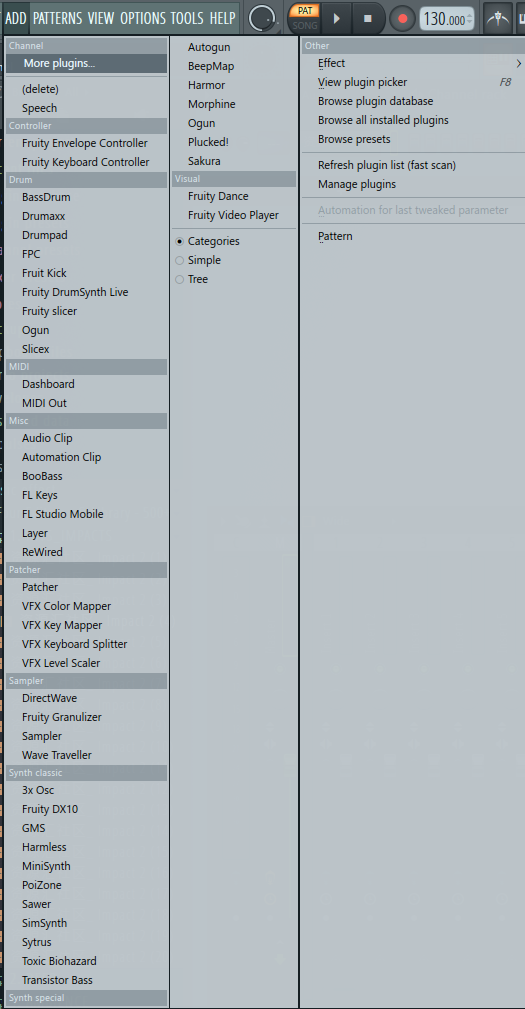 ADD PATTERNS VIEW OPTIONS TOOLS HELP
PAT
SONG
130.000
Channel
More plugins...
(delete)
Speech
Controller
Fruity Envelope Controller
Fruity Keyboard Controller
Drum
BassDrum
Drumaxx
Drumpad
FPC
Fruit Kick
Fruity DrumSynth Live
Fruity slicer
Ogun
Slicex
MIDI
Dashboard
MIDI Out
Misc
Audio Clip
Automation Clip
BooBass
FL Keys
FL Studio Mobile
Layer
ReWired
Patcher
Patcher
VFX Color Mapper
VFX Key Mapper
VFX Keyboard Splitter
VFX Level Scaler
Sampler
DirectWave
Fruity Granulizer
Sampler
Wave Traveller
Synth classic
3x Osc
Fruity DX10
GMS
Harmless
MiniSynth
PoiZone
Sawer
SimSynth
Sytrus
Toxic Biohazard
Transistor Bass
Synth special
Autogun
BeepMap
Harmor
Morphine
Ogun
Plucked!
Sakura
Visual
Fruity Dance
Fruity Video Player
Categories
Simple
Tree
Other
Effect
View plugin picker F8
Browse plugin database
Browse all installed plugins
Browse presets
Refresh plugin list (fast scan)
Manage plugins
Automation for last tweaked parameter
Pattern